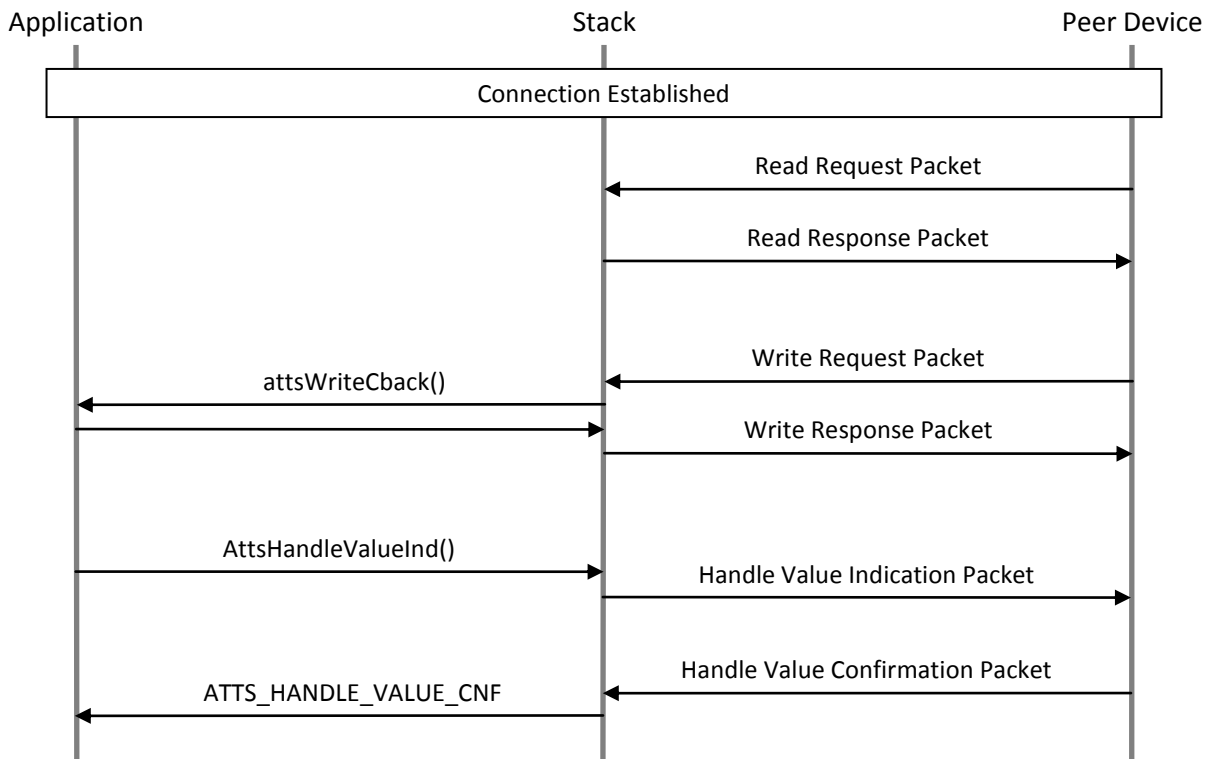 Application
Stack
Peer Device
Connection Established
Read Request Packet
Read Response Packet
Write Request Packet
attsWriteCback()
Write Response Packet
AttsHandleValueInd()
Handle Value Indication Packet
Handle Value Confirmation Packet
ATTS_HANDLE_VALUE_CNF